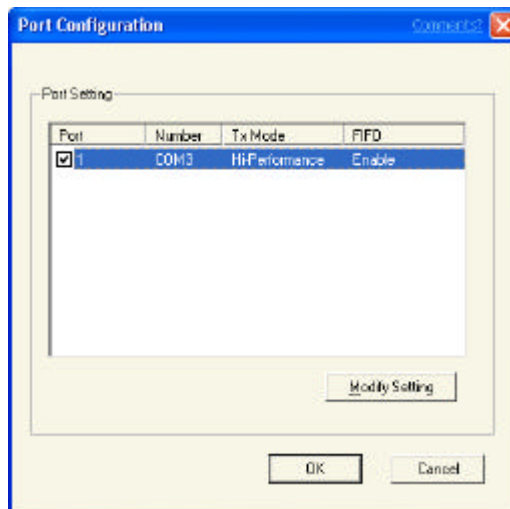 Port Configuration Comments?
Port Setting
Port Number Tx Mode FIFO
1 COM3 Hi-Performance Enable
Modify Setting
OK Cancel